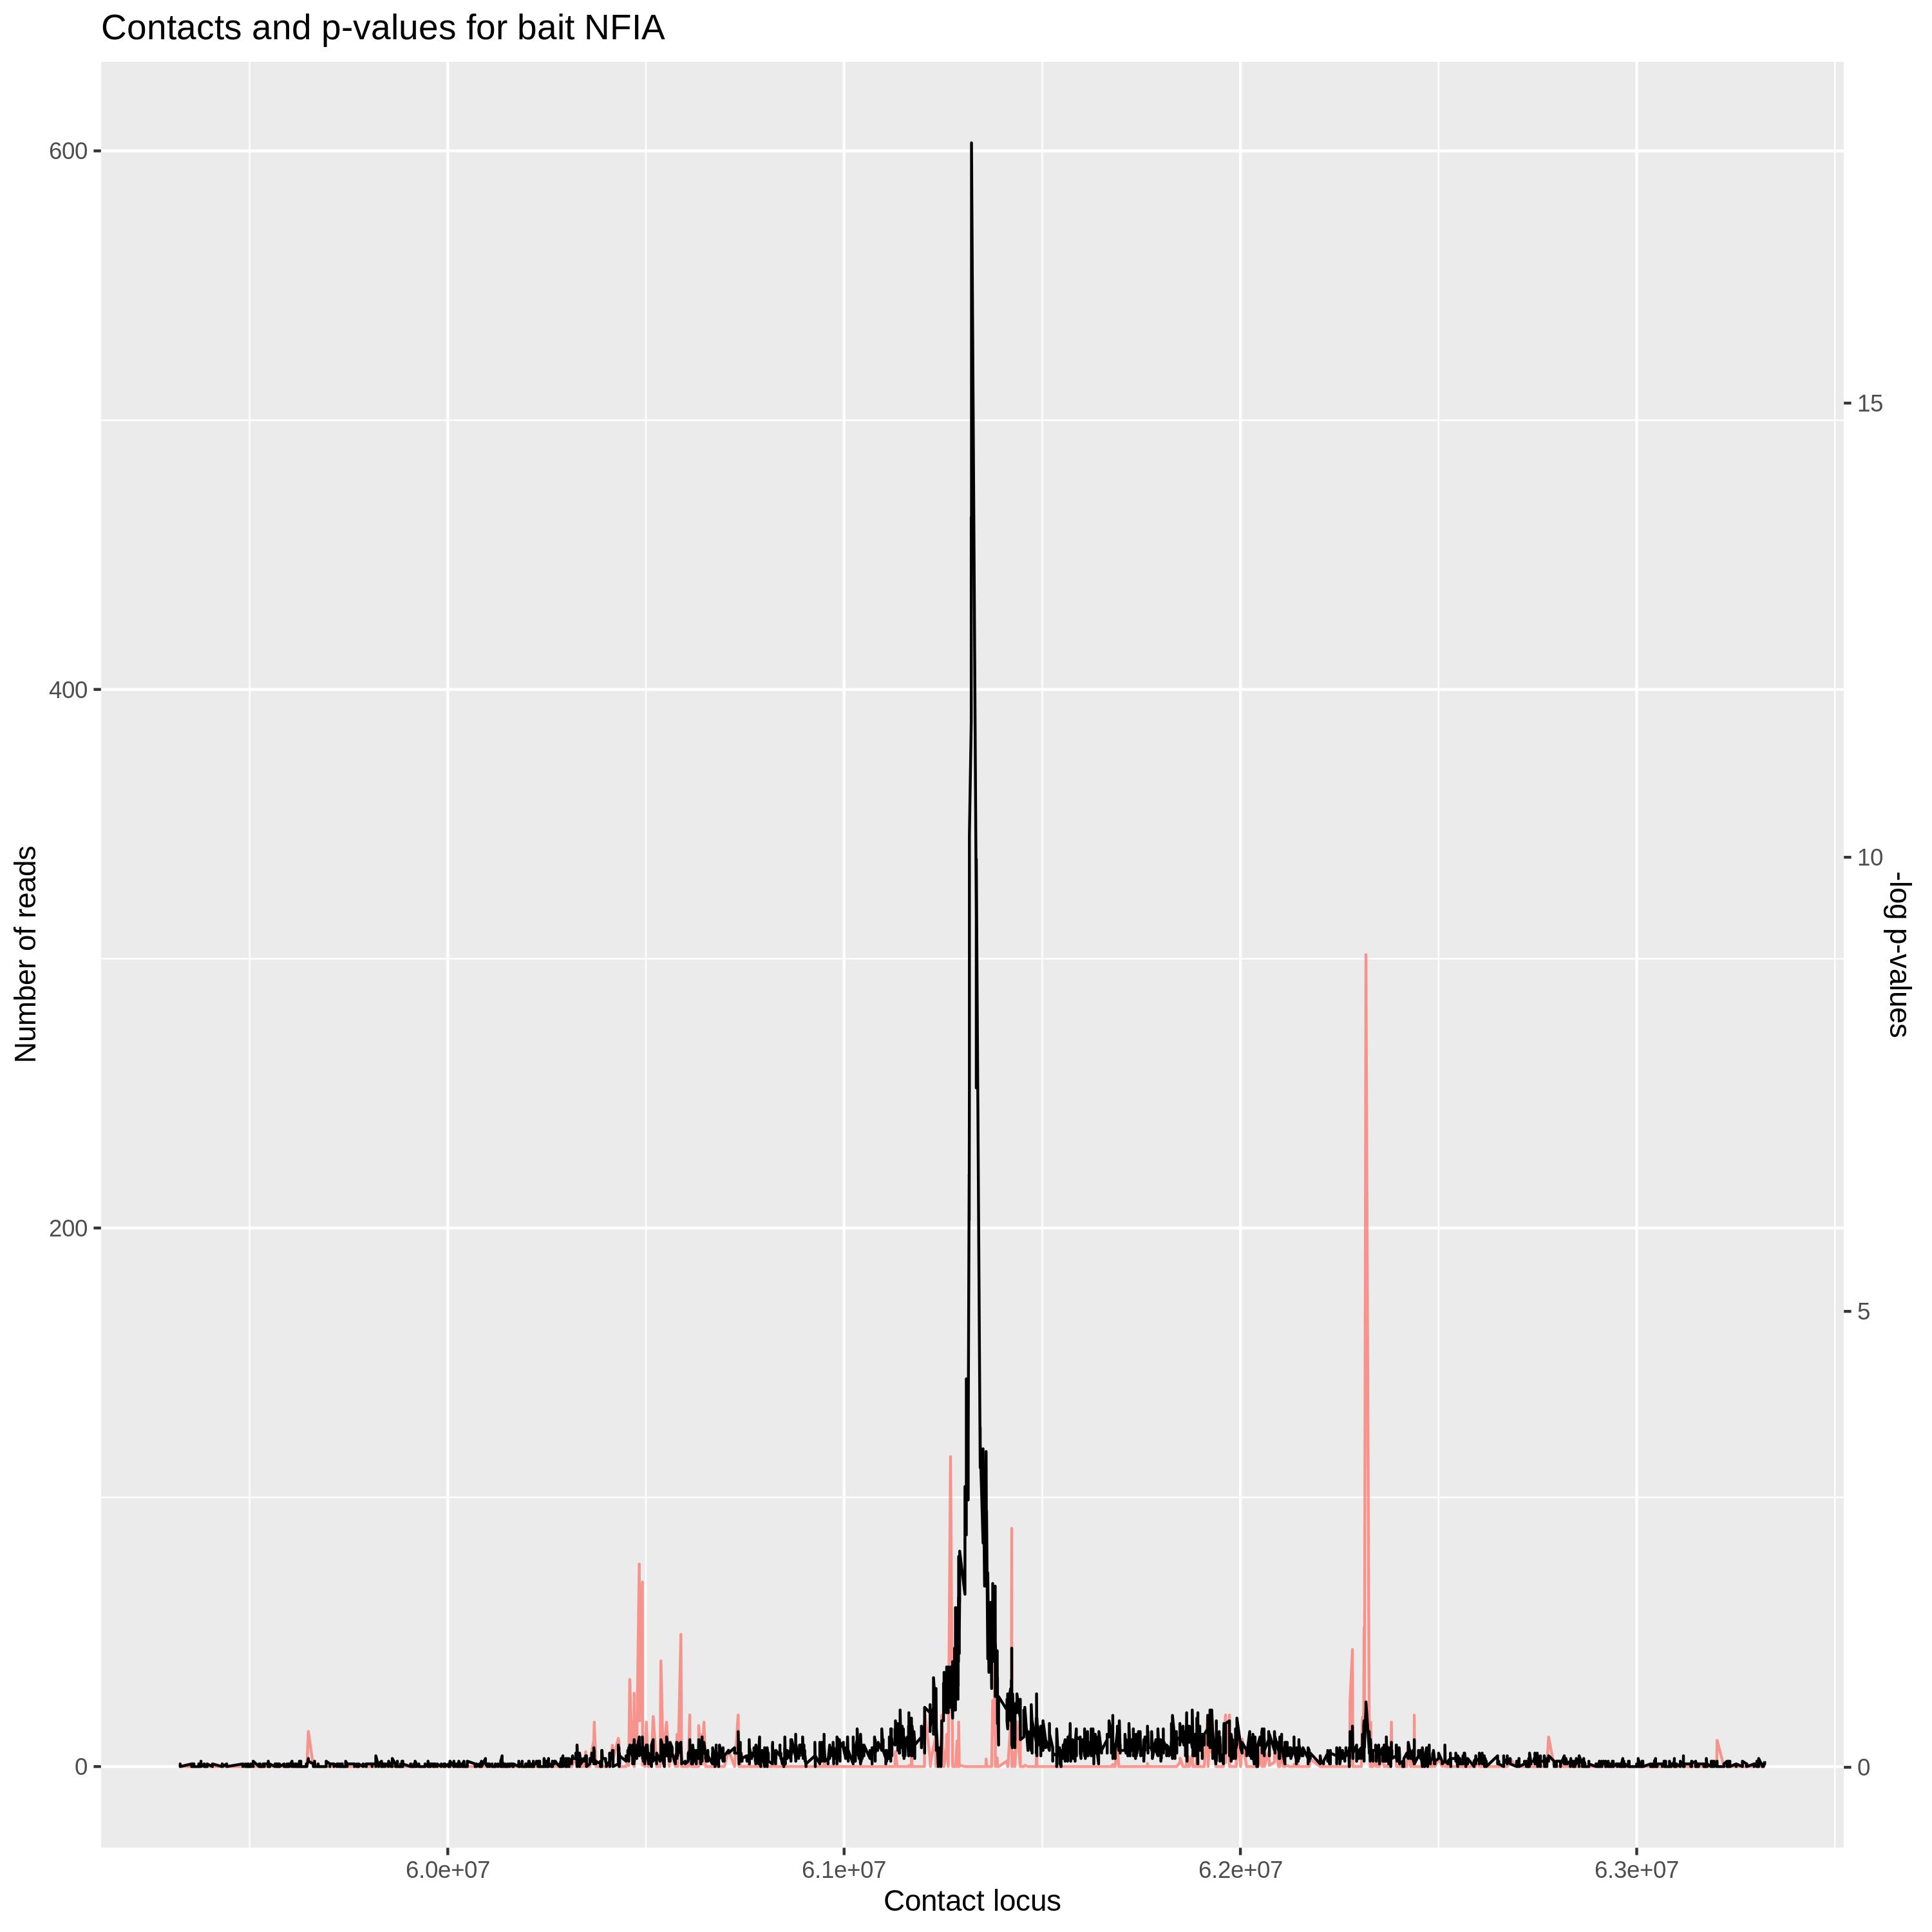 Contacts and p-values for bait NFIA
600
400
200
0
Number of reads
15
10
5
0
-log p-values
6.0e+07 6.1e+07 6.2e+07 6.3e+07
Contact locus